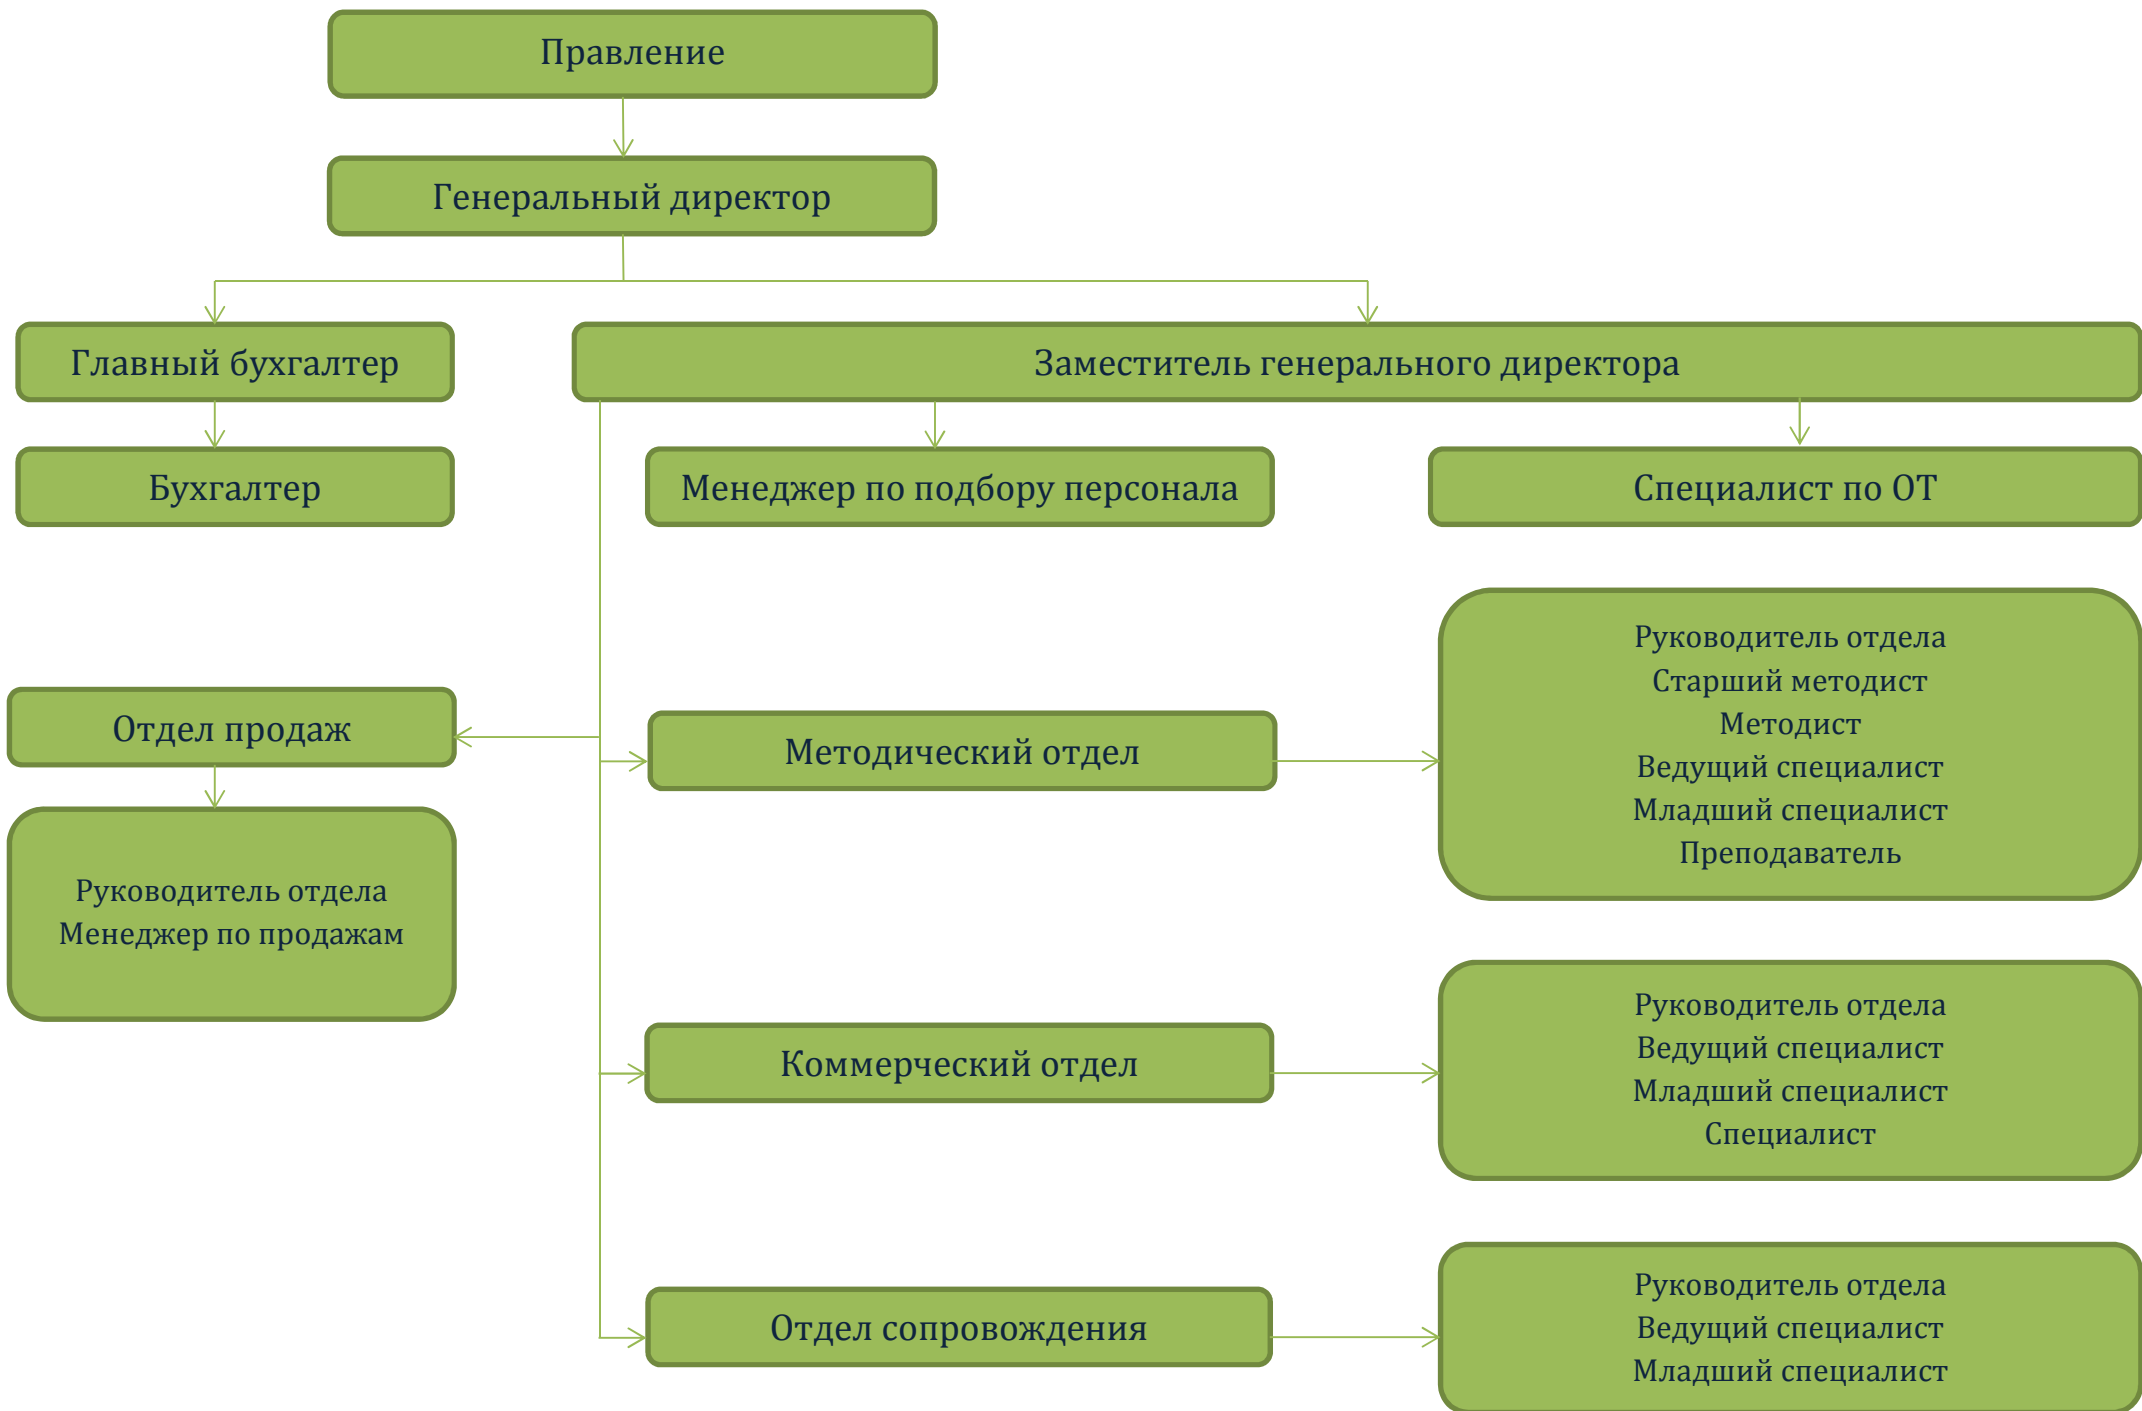 Правление
Генеральный директор
Главный бухгалтер
Заместитель генерального директора
Бухгалтер
Менеджер по подбору персонала
Специалист по ОТ
Отдел продаж
Руководитель отдела
Менеджер по продажам
Методический отдел
Руководитель отдела
Старший методист
Методист
Ведущий специалист
Младший специалист
Преподаватель
Коммерческий отдел
Руководитель отдела
Ведущий специалист
Младший специалист
Специалист
Отдел сопровождения
Руководитель отдела
Ведущий специалист
Младший специалист